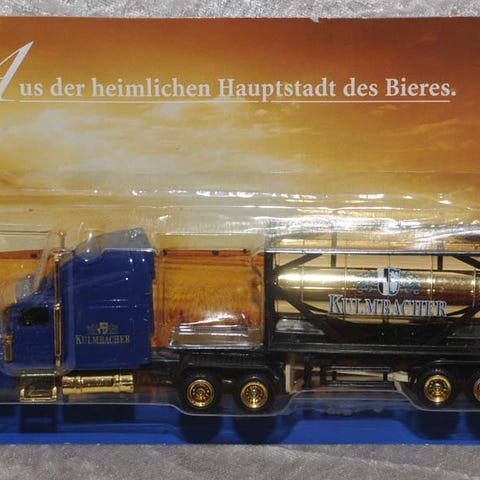 Aus der heimlichen Hauptstadt des Bieres.
KULMBACHER
KULMBACHER